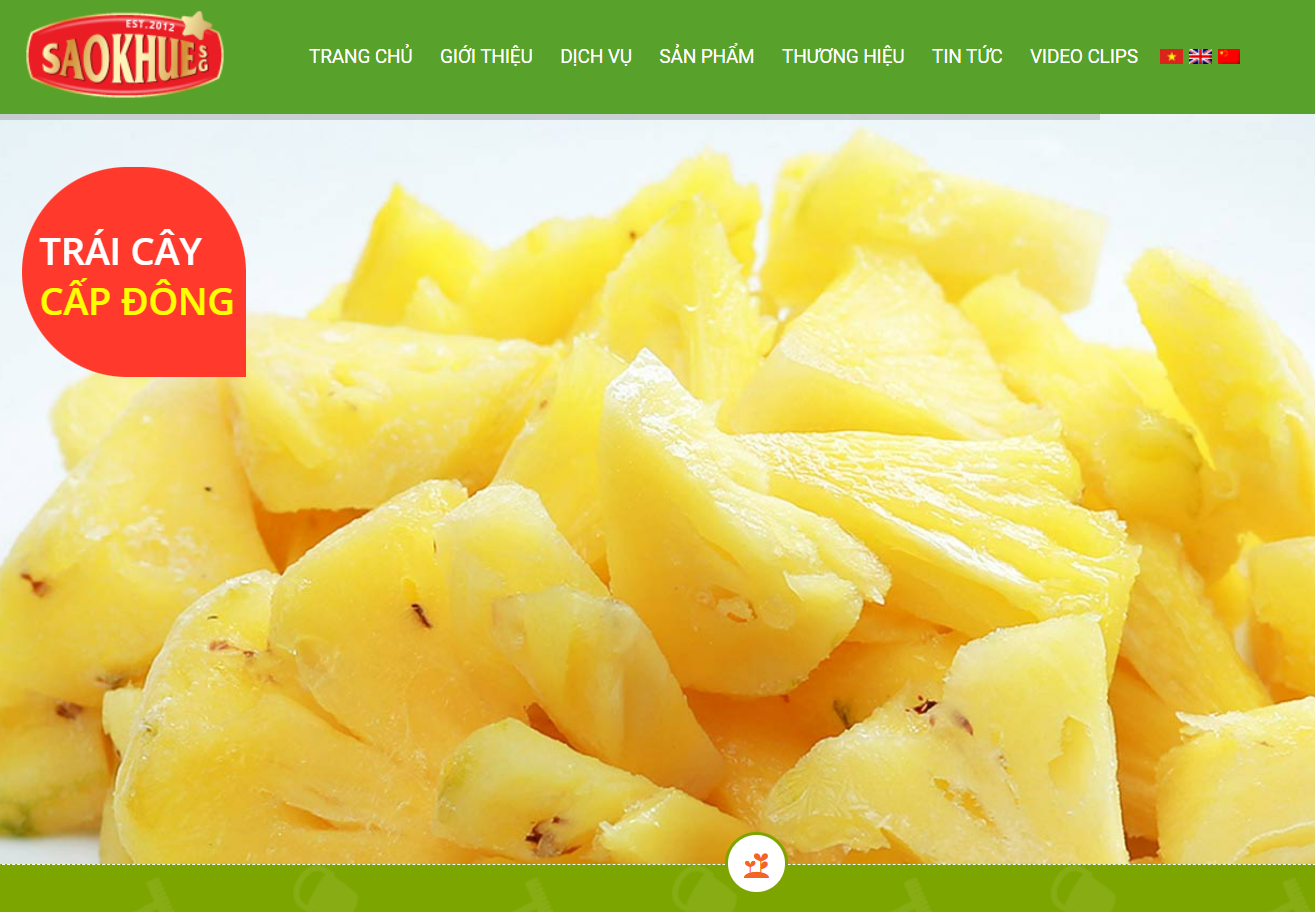 EST.2012
SAOKHUE SG
TRANG CHỦ GIỚI THIỆU DỊCH VỤ SẢN PHẨM THƯƠNG HIỆU TIN TỨC VIDEO CLIPS
TRÁI CÂY
CẤP ĐÔNG